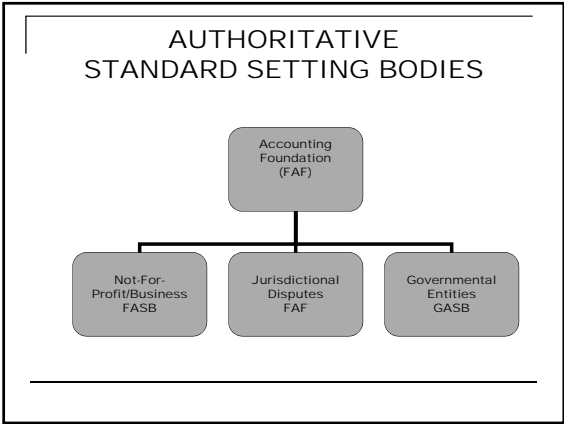 AUTHORITATIVE
STANDARD SETTING BODIES
Accounting
Foundation
(FAF)
Not-For-
Profit/Business
FASB
Jurisdictional
Disputes
FAF
Governmental
Entities
GASB